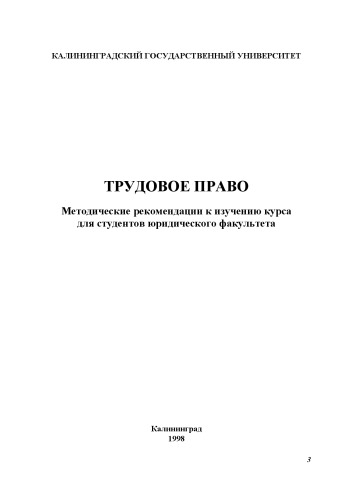 КАЛИНИНГРАДСКИЙ ГОСУДАРСТВЕННЫЙ УНИВЕРСИТЕТ
ТРУДОВОЕ ПРАВО
Методические рекомендации к изучению курса
для студентов юридического факультета
Калининград
1998
3